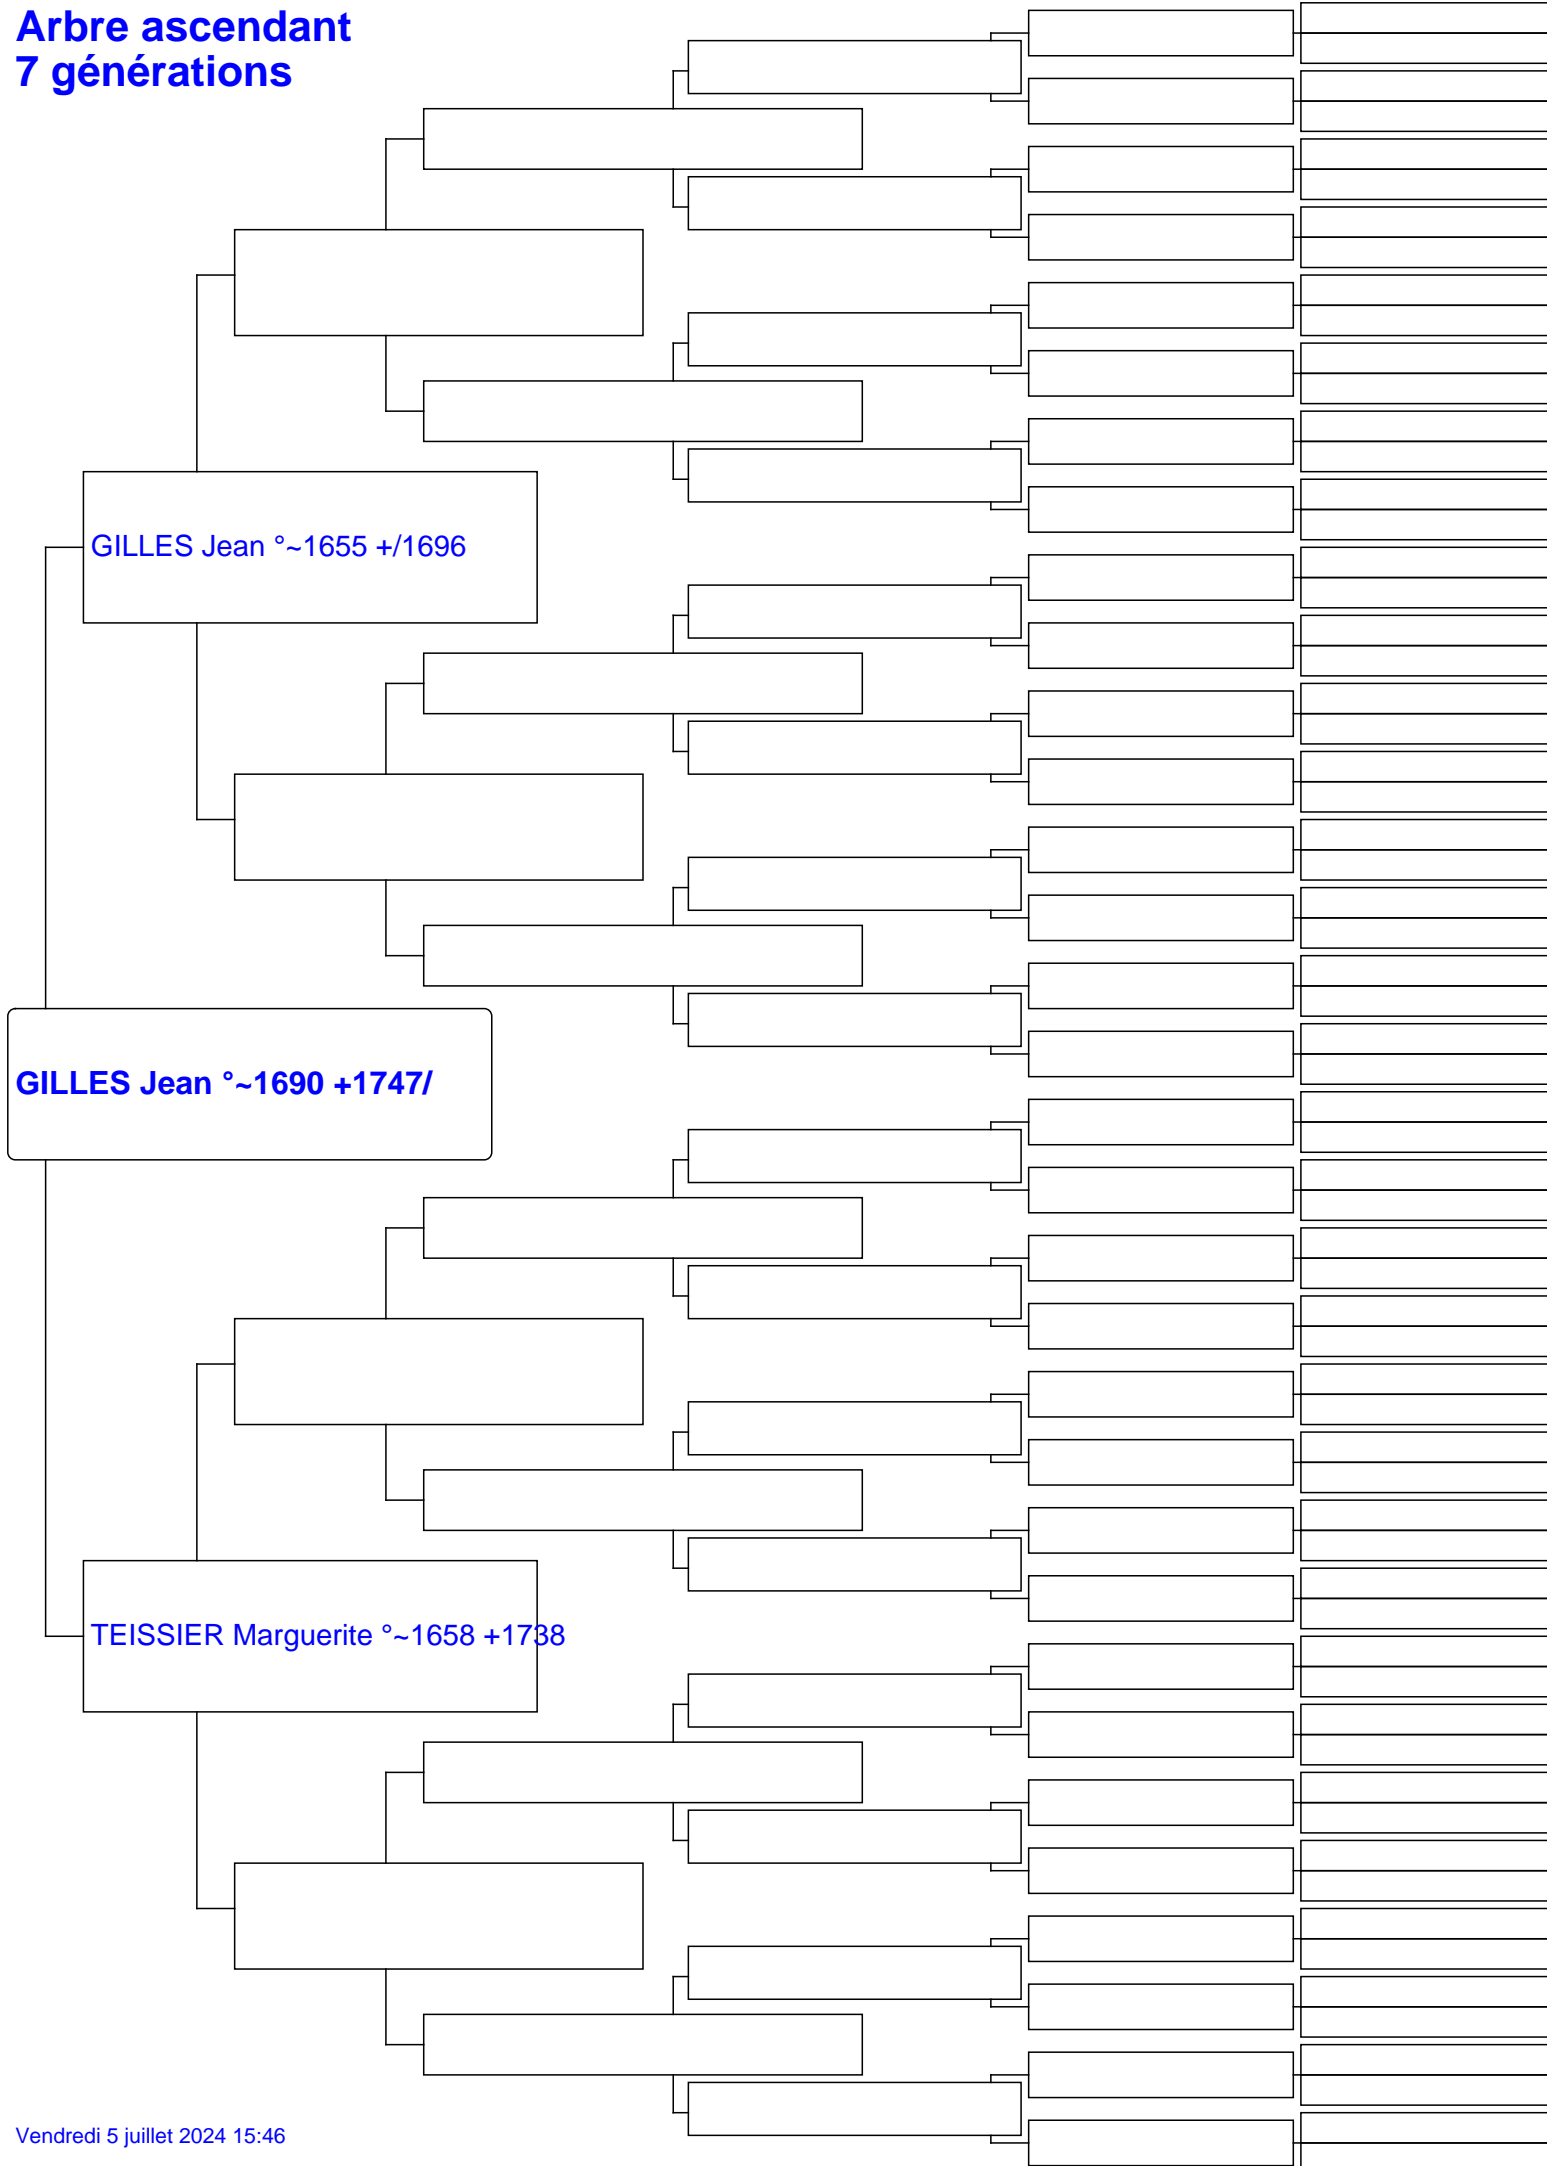 Arbre ascendant
7 générations
GILLES Jean °~1655 +/1696
GILLES Jean °~1690 +1747/
TEISSIER Marguerite °~1658 +1738
Vendredi 5 juillet 2024 15:46